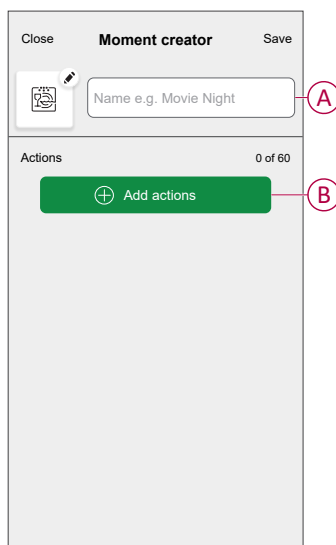 Close Moment creator Save
Name e.g. Movie Night
A
Actions 0 of 60
Add actions
B